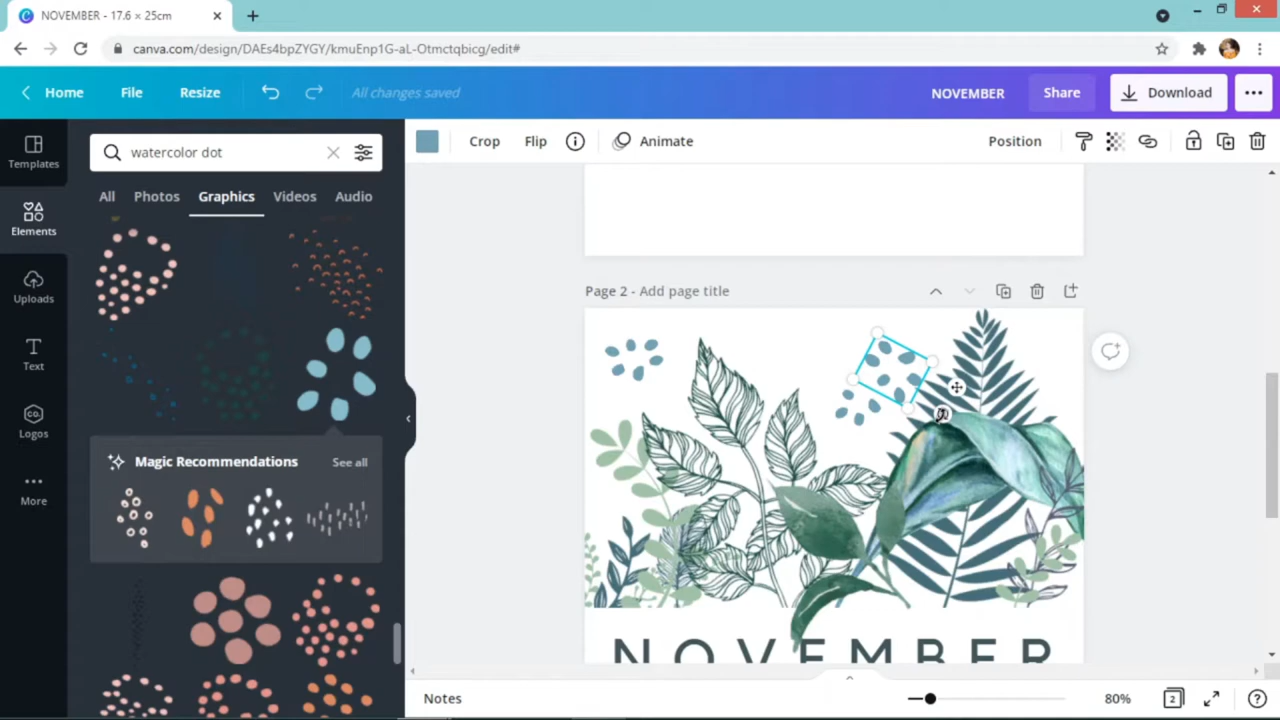 NOVEMBER - 17.6 × 25cm
canva.com/design/DAEs4bpZYGY/kmuEnp1G-aL-Otmctqbicg/edit#
Home File Resize All changes saved NOVEMBER Share Download
Templates
Elements
Uploads
Text
CO.
Logos
More
watercolor dot
All Photos Graphics Videos Audio
Magic Recommendations See all
Crop Flip Animate Position
Page 2 - Add page title
NOVEMBER
Notes 80% 2